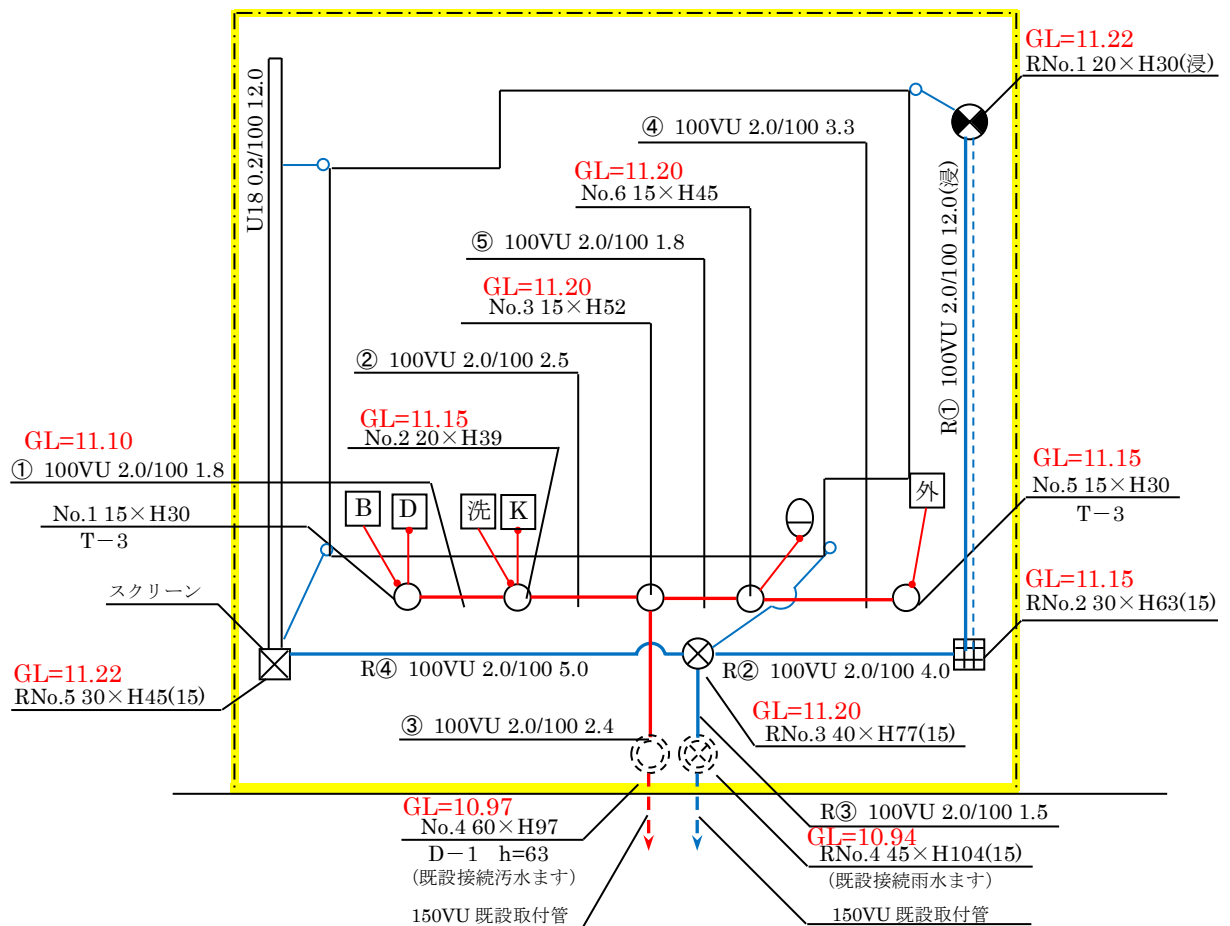 GL=11.22
RNo.1 20×H30(浸)
U18 0.2/100 12.0
④ 100VU 2.0/100 3.3
GL=11.20
No.6 15×H45
⑤ 100VU 2.0/100 1.8
GL=11.20
No.3 15×H52
② 100VU 2.0/100 2.5
R① 100VU 2.0/100 12.0(浸)
GL=11.15
No.2 20×H39
GL=11.10
① 100VU 2.0/100 1.8
No.1 15×H30
T－3
B
D
洗
K
外
GL=11.15
No.5 15×H30
T－3
スクリーン
GL=11.15
RNo.2 30×H63(15)
GL=11.22
RNo.5 30×H45(15)
R④ 100VU 2.0/100 5.0
R② 100VU 2.0/100 4.0
GL=11.20
RNo.3 40×H77(15)
③ 100VU 2.0/100 2.4
GL=10.97
No.4 60×H97
D－1 h=63
(既設接続汚水ます)
150VU 既設取付管
R③ 100VU 2.0/100 1.5
GL=10.94
RNo.4 45×H104(15)
(既設接続雨水ます)
150VU 既設取付管